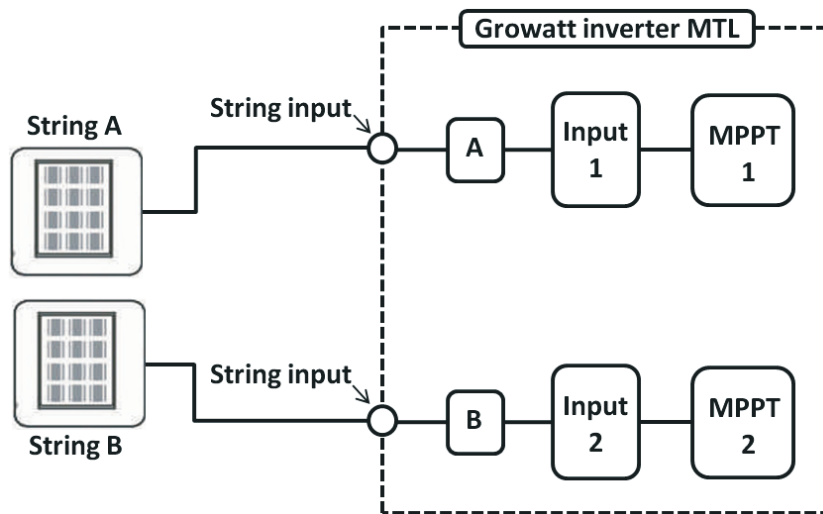 Growatt inverter MTL
String input
String A
A
Input
1
MPPT
1
String input
B
Input
2
MPPT
2
String B